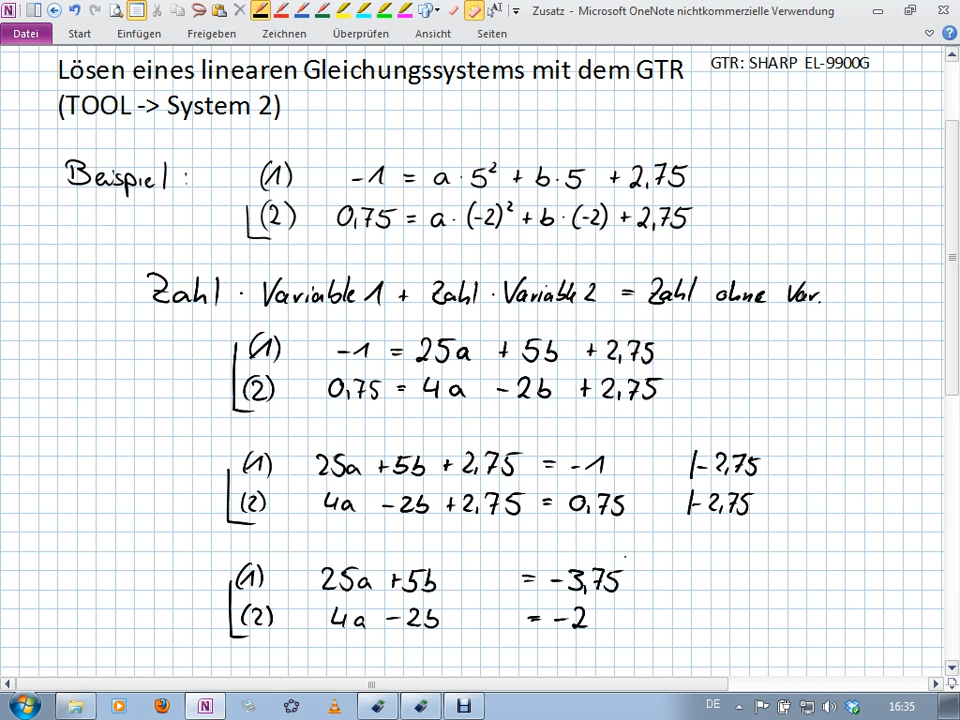 Zusatz - Microsoft OneNote nichtkommerzielle Verwendung
Datei Start Einfügen Freigeben Zeichnen Überprüfen Ansicht Seiten
Lösen eines linearen Gleichungssystems mit dem GTR
(TOOL -> System 2)
GTR: SHARP EL-9900G
Beispiel: (1) -1 = a · 5² + b · 5 + 2,75
(2) 0,75 = a · (-2)² + b · (-2) + 2,75
Zahl · Variable 1 + Zahl · Variable 2 = Zahl ohne Var.
(1) -1 = 25a + 5b + 2,75
(2) 0,75 = 4a - 2b + 2,75
(1) 25a + 5b + 2,75 = -1 |- 2,75
(2) 4a - 2b + 2,75 = 0,75 |- 2,75
(1) 25a + 5b = -3,75
(2) 4a - 2b = -2
DE 16:35